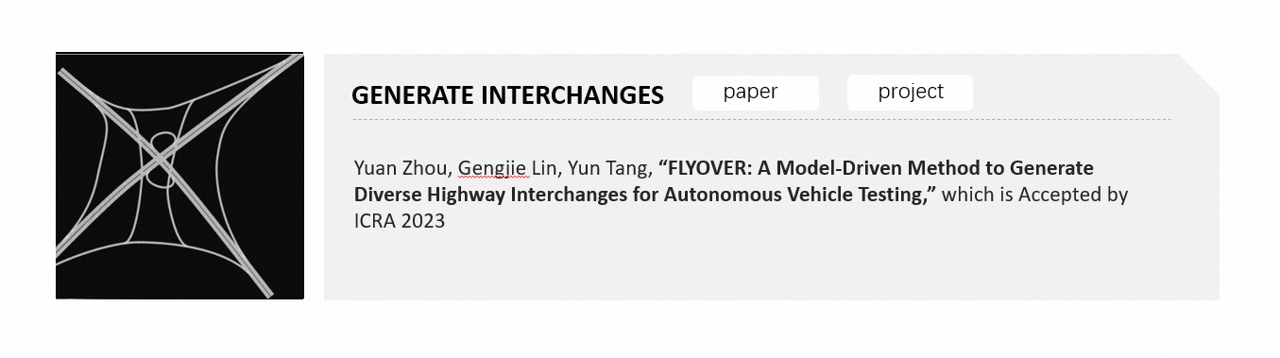 GENERATE INTERCHANGES paper project
Yuan Zhou, Gengjie Lin, Yun Tang, “FLYOVER: A Model-Driven Method to Generate
Diverse Highway Interchanges for Autonomous Vehicle Testing,” which is Accepted by
ICRA 2023